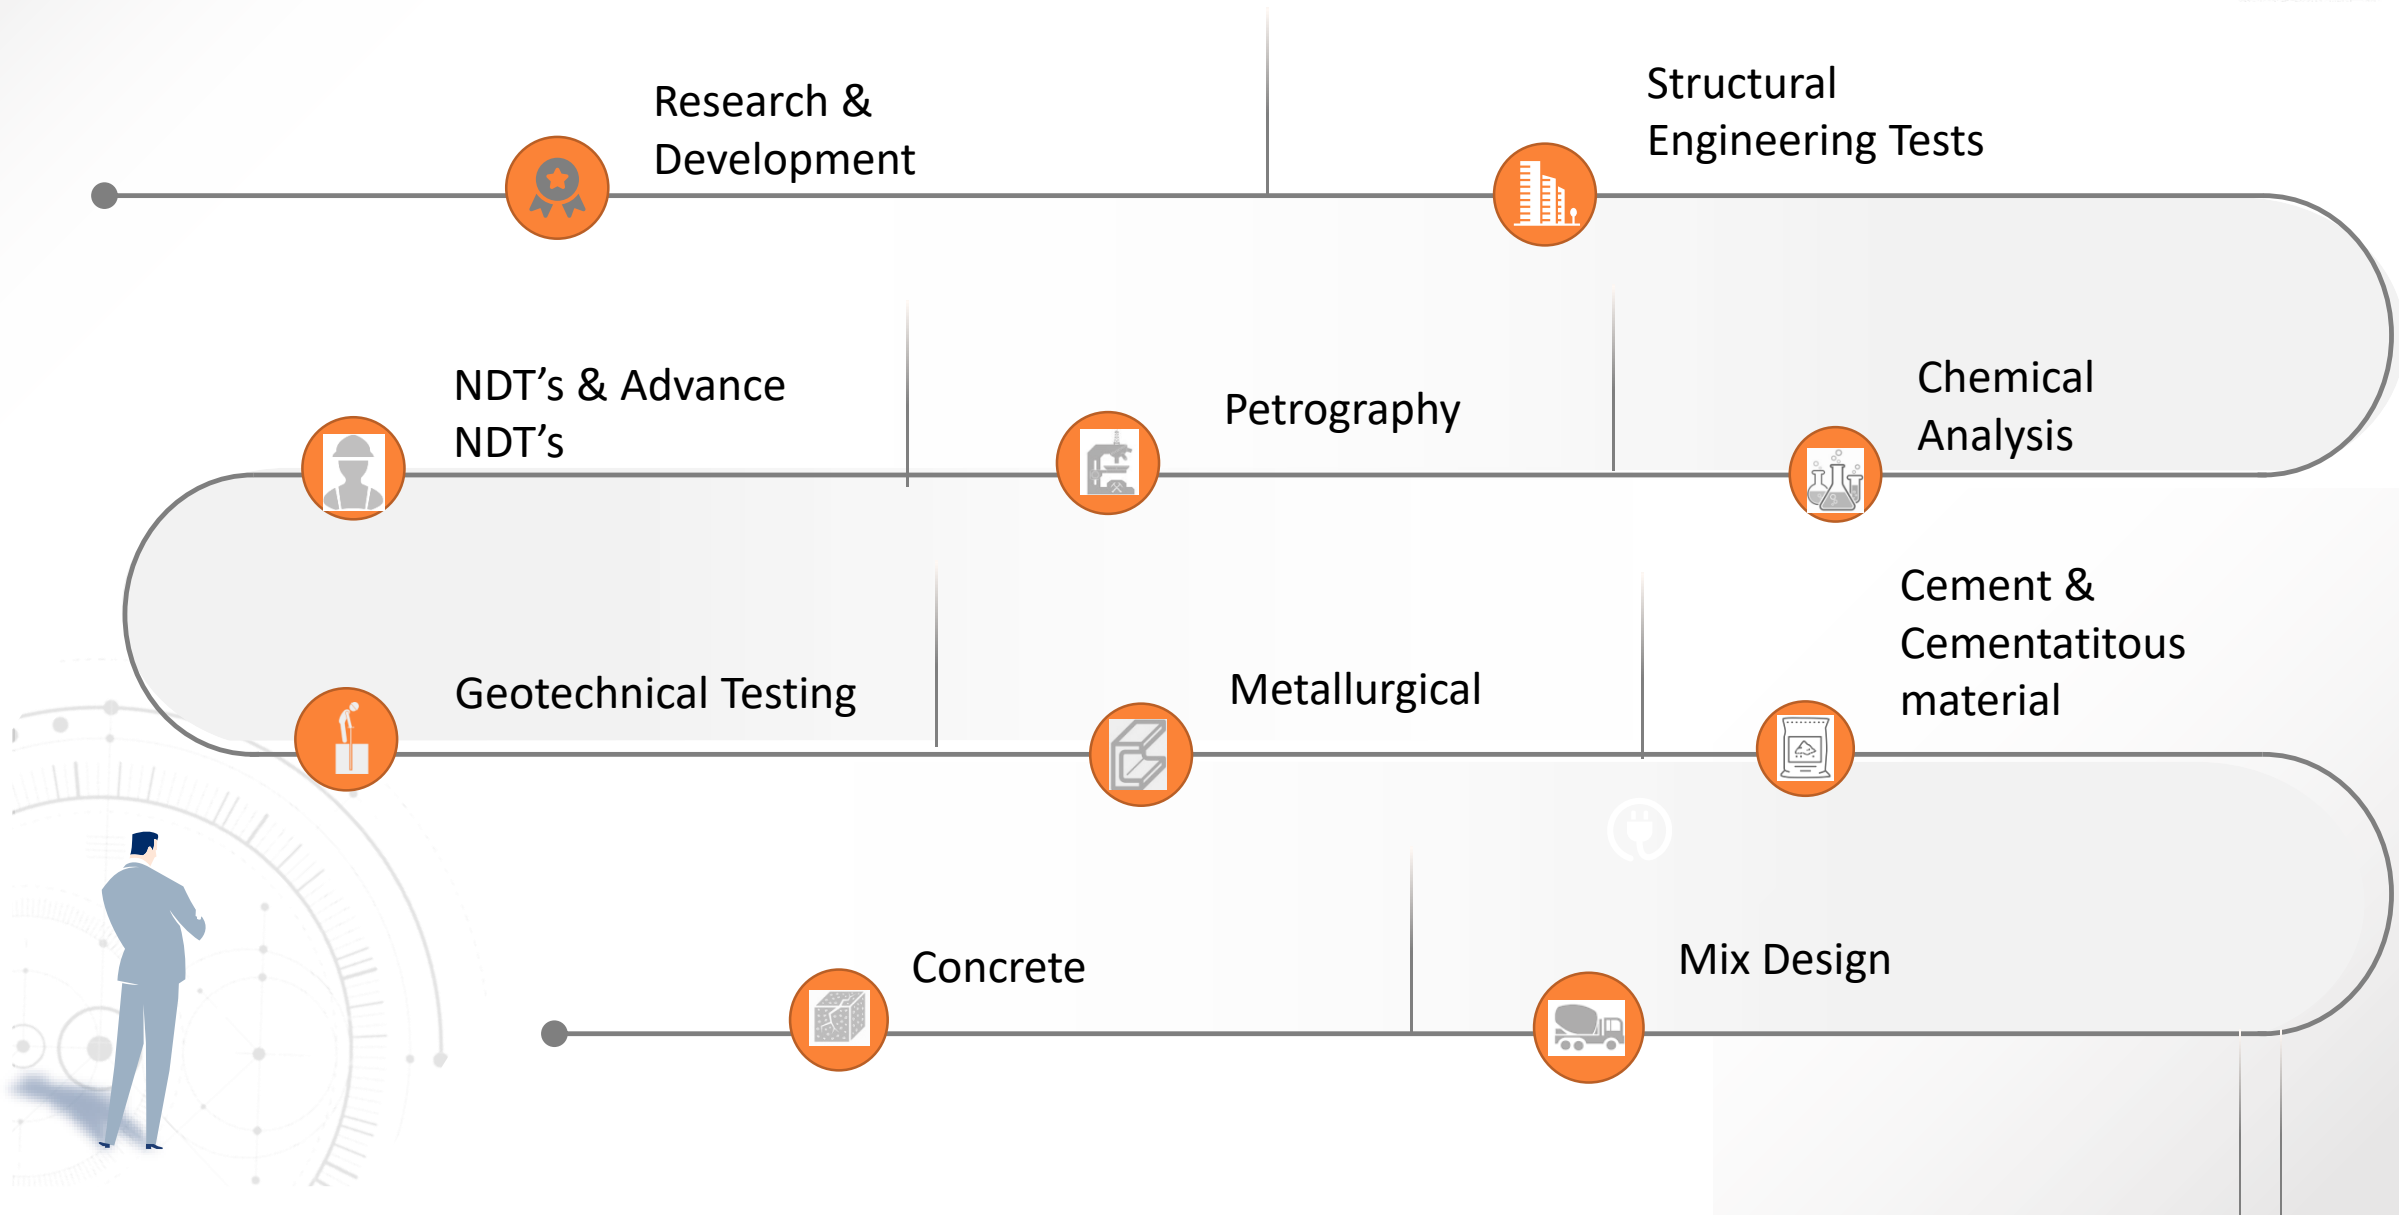 Research &
Development
Structural
Engineering Tests
NDT’s & Advance
NDT’s
Petrography
Chemical
Analysis
Geotechnical Testing
Metallurgical
Cement &
Cementatitous
material
Concrete
Mix Design